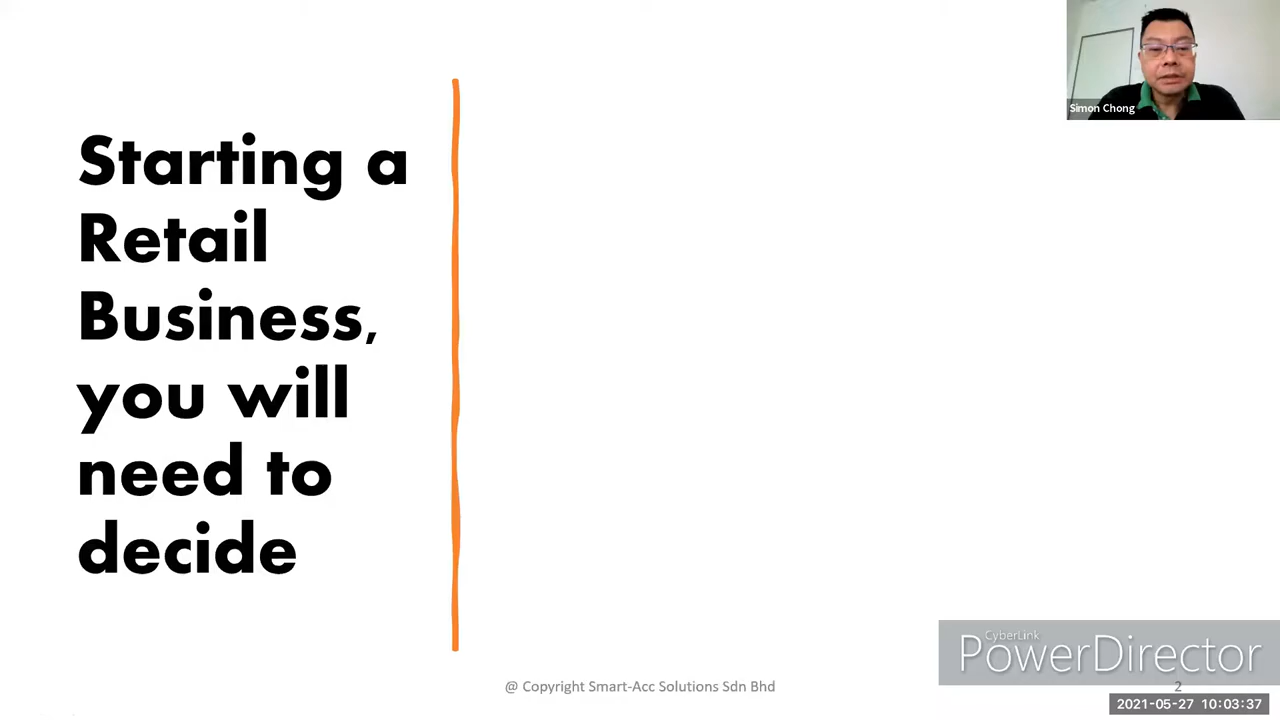 Simon Chong
Starting a
Retail
Business,
you will
need to
decide
CyberLink
PowerDirector
@ Copyright Smart-Acc Solutions Sdn Bhd
2
2021-05-27 10:03:37